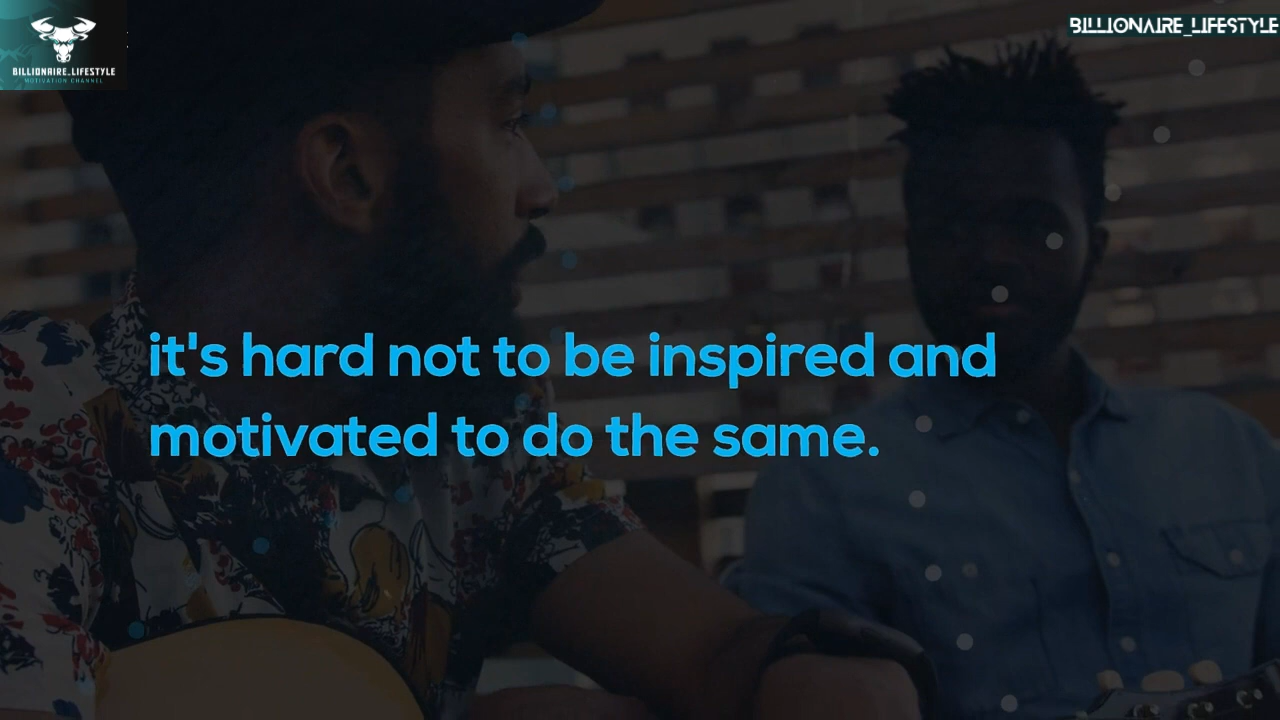 BILLIONAIRE_LIFESTYLE
MOTIVATION CHANNEL
BILLIONAIRE_LIFESTYLE
it's hard not to be inspired and
motivated to do the same.